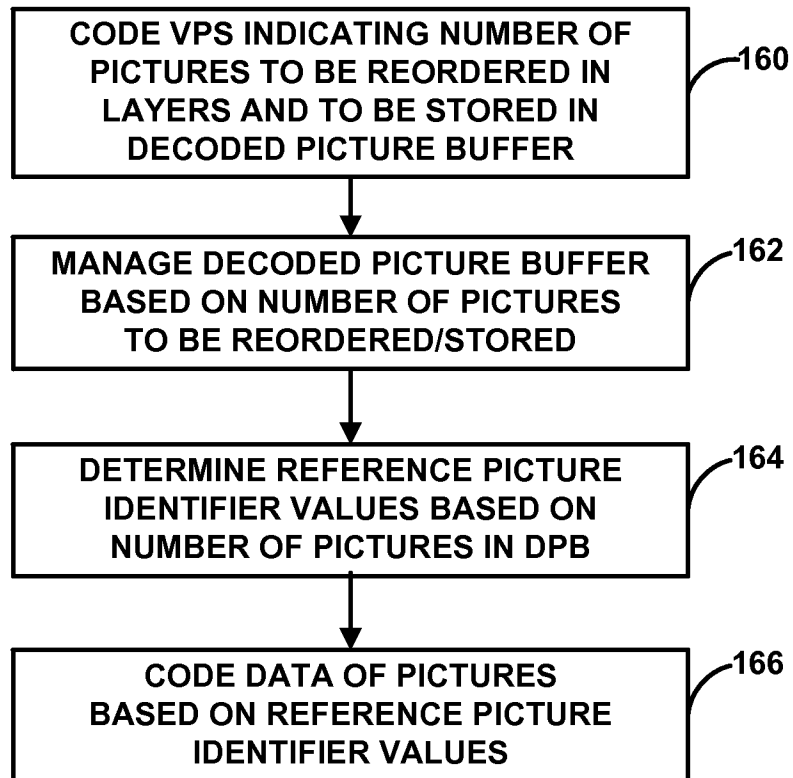 CODE VPS INDICATING NUMBER OF
PICTURES TO BE REORDERED IN
LAYERS AND TO BE STORED IN
DECODED PICTURE BUFFER
160
MANAGE DECODED PICTURE BUFFER
BASED ON NUMBER OF PICTURES
TO BE REORDERED/STORED
162
DETERMINE REFERENCE PICTURE
IDENTIFIER VALUES BASED ON
NUMBER OF PICTURES IN DPB
164
CODE DATA OF PICTURES
BASED ON REFERENCE PICTURE
IDENTIFIER VALUES
166